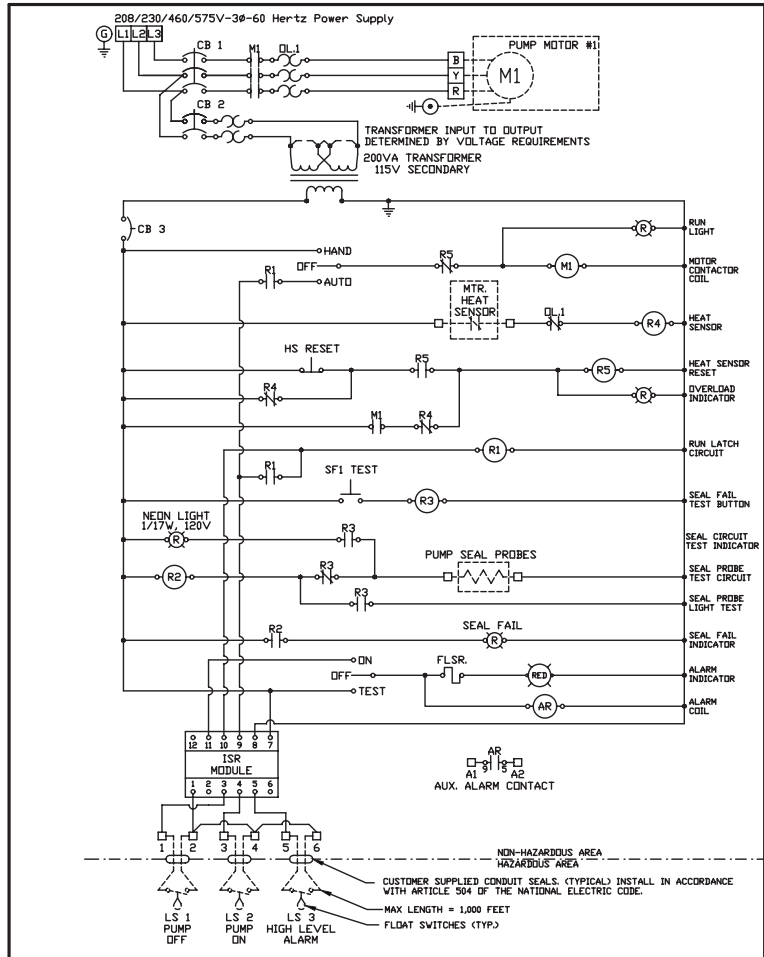 208/230/460/575V-3ø-60 Hertz Power Supply
G L1 L2 L3
CB 1
M1
OL1
PUMP MOTOR #1
B
Y
R
M1
CB 2
TRANSFORMER INPUT TO OUTPUT
DETERMINED BY VOLTAGE REQUIREMENTS
200VA TRANSFORMER
115V SECONDARY
CB 3
R
RUN
LIGHT
HAND
OFF
R5
M1
MOTOR
CONTACTOR
COIL
R1
AUTO
MTR.
HEAT
SENSOR
OL1
R4
HEAT
SENSOR
HS RESET
R5
R5
HEAT SENSOR
RESET
R4
R
OVERLOAD
INDICATOR
M1
R4
R1
RUN LATCH
CIRCUIT
R1
SF1 TEST
R3
SEAL FAIL
TEST BUTTON
NEON LIGHT
1/17W, 120V
R
R3
SEAL CIRCUIT
TEST INDICATOR
PUMP SEAL PROBES
R2
R3
SEAL PROBE
TEST CIRCUIT
R3
SEAL PROBE
LIGHT TEST
R2
SEAL FAIL
R
SEAL FAIL
INDICATOR
ON
OFF
FLSR.
RED
ALARM
INDICATOR
TEST
AR
ALARM
COIL
12 11 10 9 8 7
ISR
MODULE
1 2 3 4 5 6
AR
A1 9 5 A2
AUX. ALARM CONTACT
1 2 3 4 5 6
NON-HAZARDOUS AREA
HAZARDOUS AREA
CUSTOMER SUPPLIED CONDUIT SEALS. (TYPICAL) INSTALL IN ACCORDANCE
WITH ARTICLE 504 OF THE NATIONAL ELECTRIC CODE.
MAX LENGTH = 1,000 FEET
FLOAT SWITCHES (TYP.)
LS 1
PUMP
OFF
LS 2
PUMP
ON
LS 3
HIGH LEVEL
ALARM